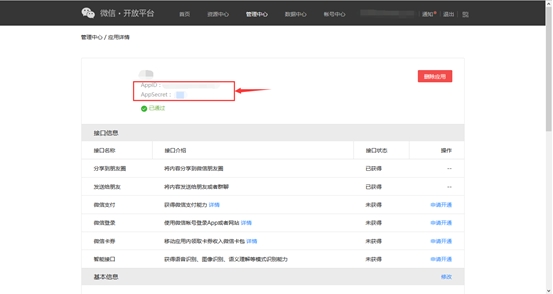 微信·开放平台 首页 资源中心 管理中心 数据中心 帐号中心 通知 退出
管理中心 / 应用详情
AppID：
删除应用
AppSecret：
已通过
接口信息
接口名称 接口介绍 接口状态 操作
分享到朋友圈 将内容分享到微信朋友圈 已获得 --
发送给朋友 将内容发送给朋友或者群聊 已获得 --
微信支付 获得微信支付能力 详情 未获得 申请开通
微信登录 使用微信帐号登录App或者网站 详情 未获得 申请开通
微信卡券 移动应用内领取卡券收入微信卡包 详情 未获得 申请开通
智能接口 获得语音识别、图像识别、语义理解等模式识别能力 未获得 申请开通
基本信息 修改